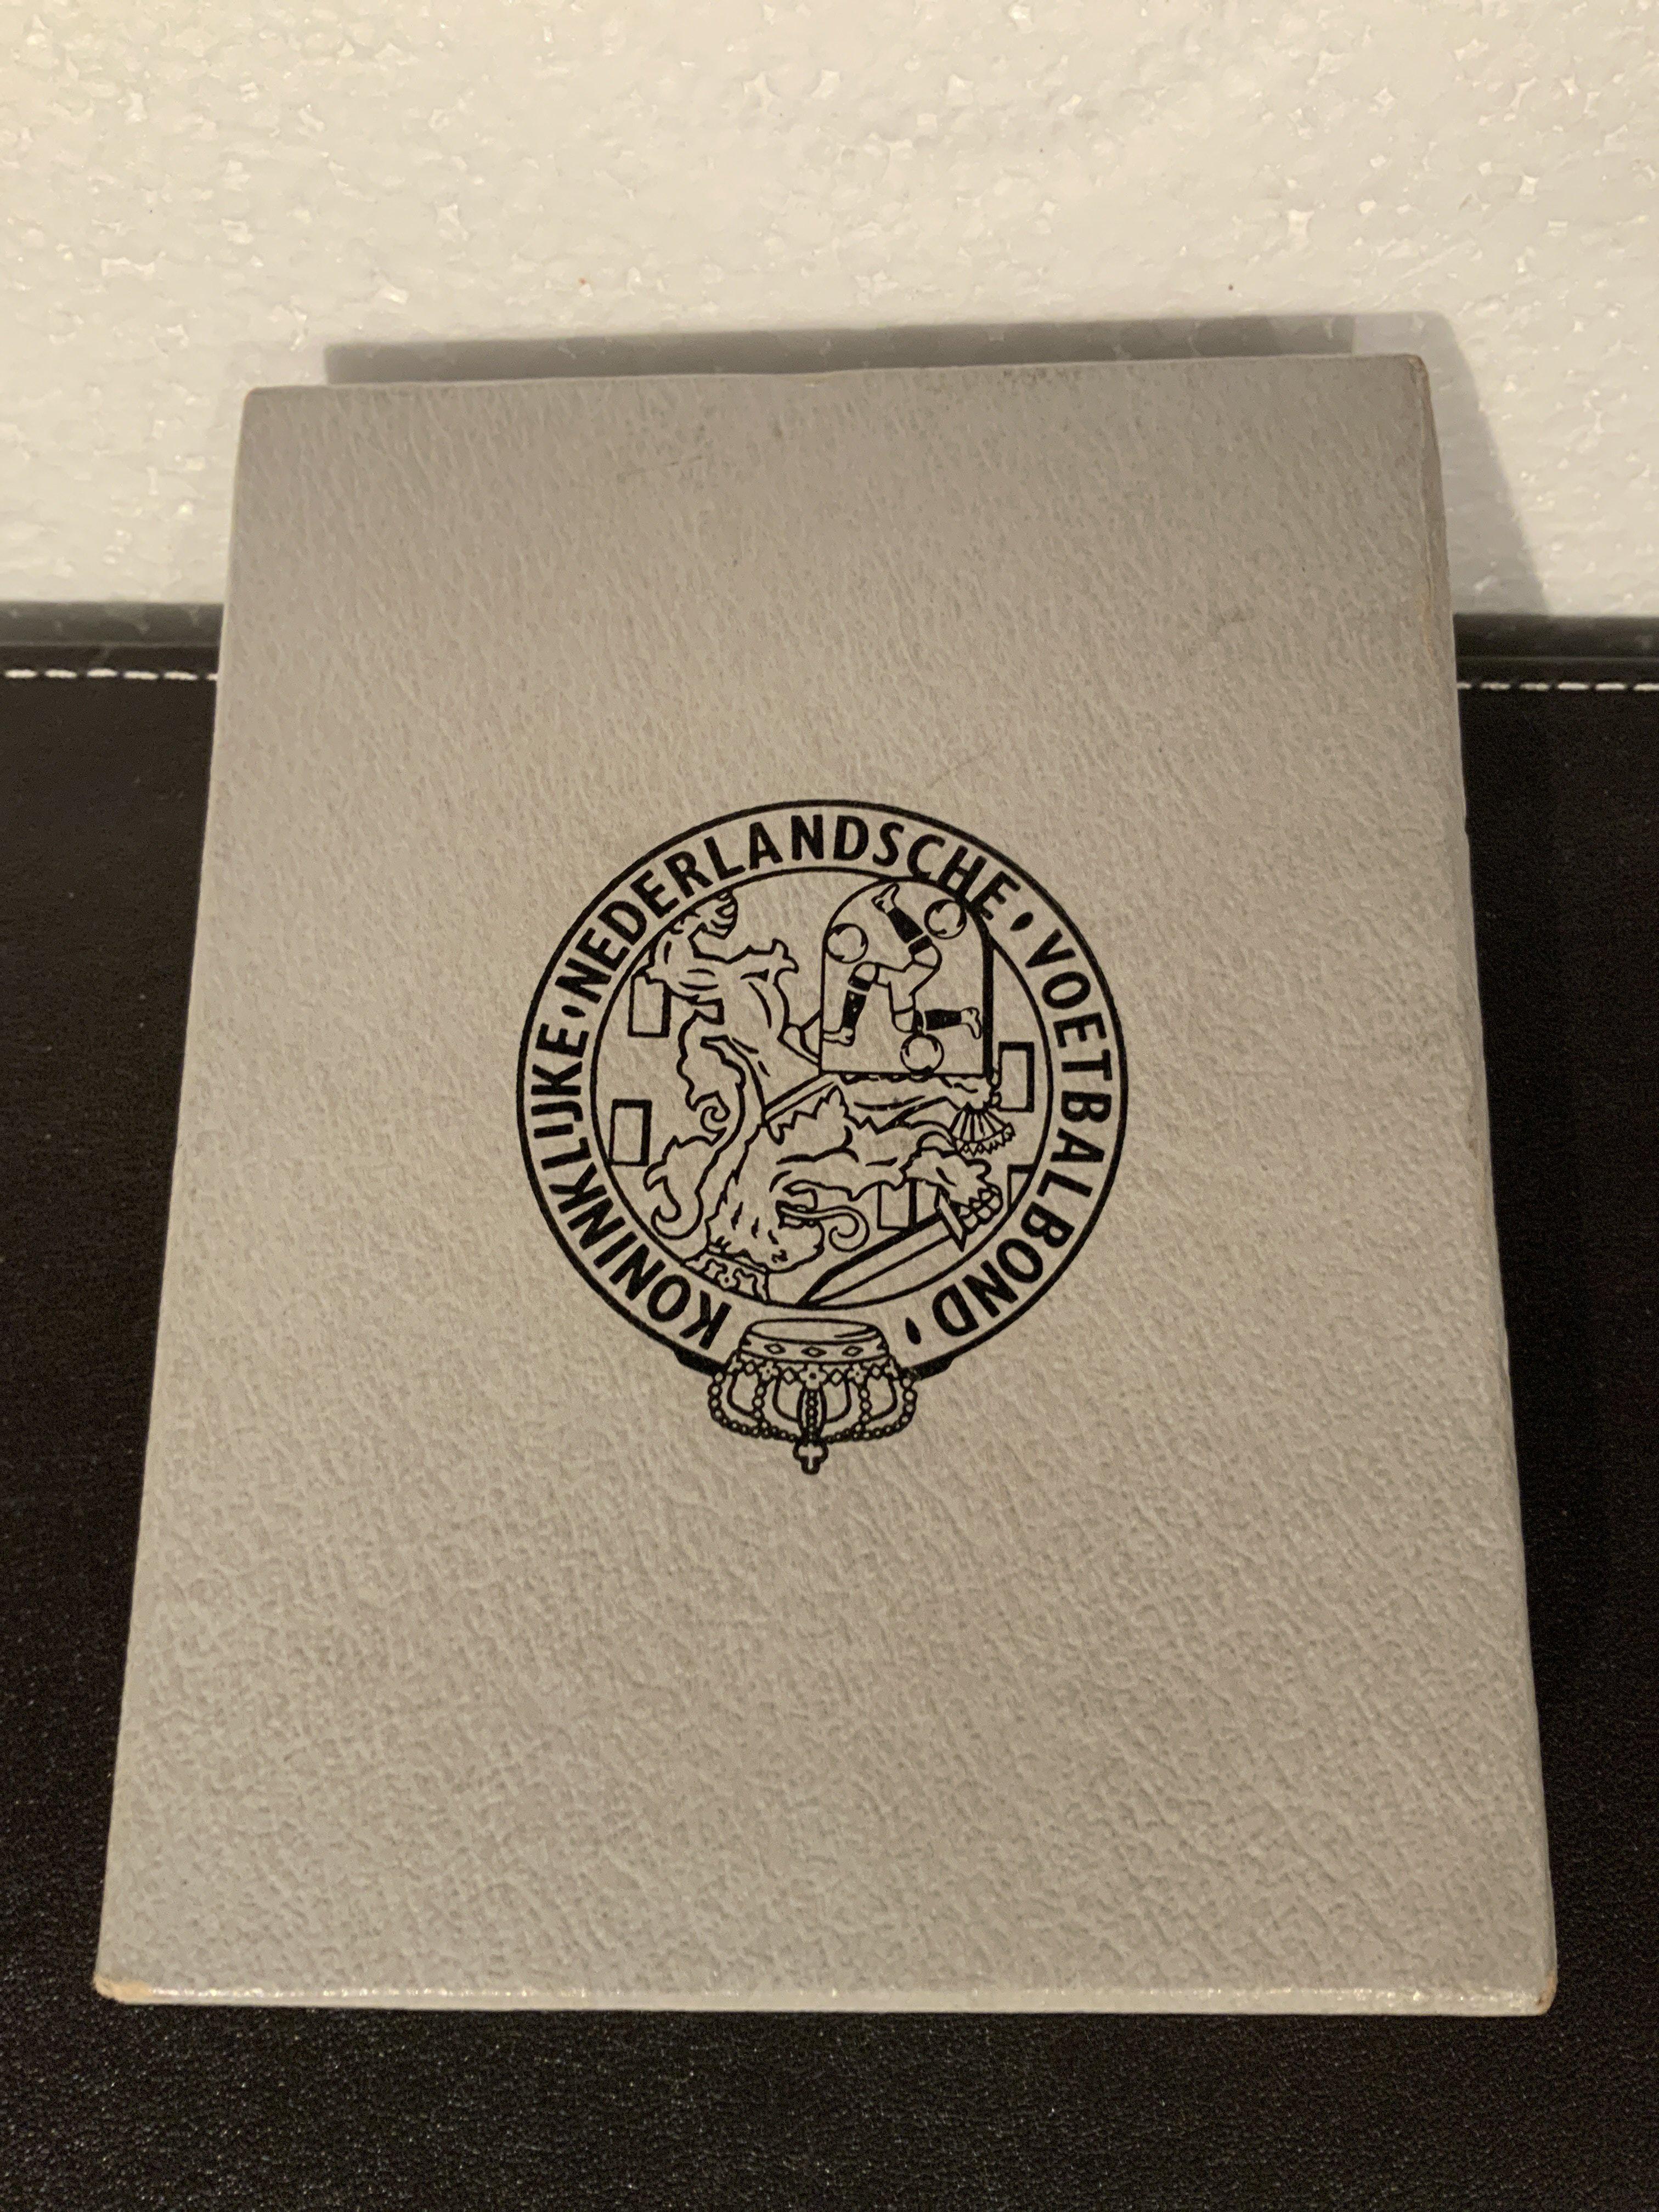 KONINKLIJKE · NEDERLANDSCHE · VOETBALBOND ·